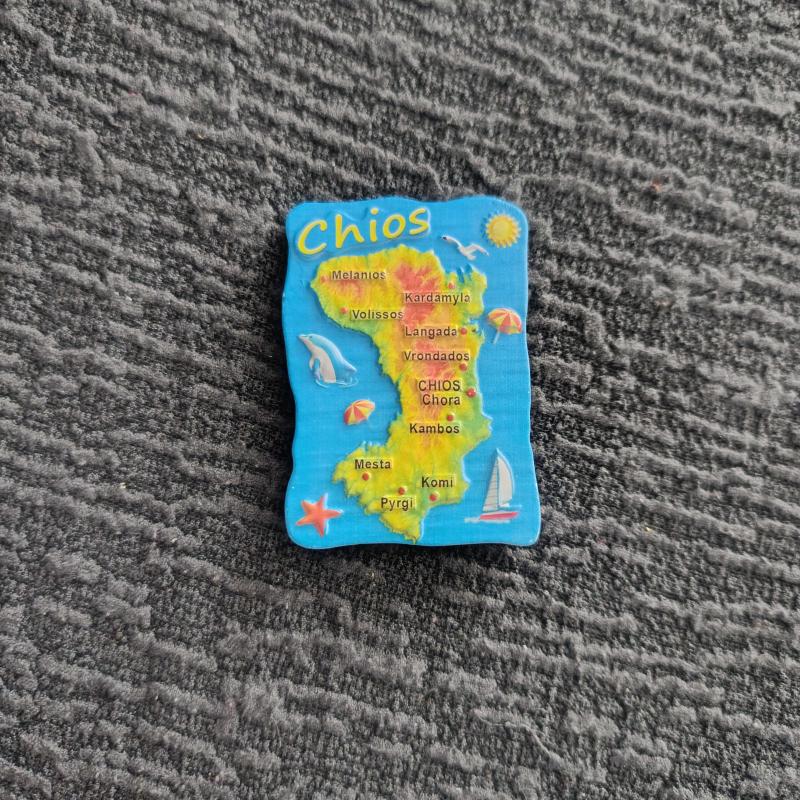 Chios
Melanios
Kardamyla
Volissos
Langada
Vrondados
CHIOS
Chora
Kambos
Mesta
Komi
Pyrgi